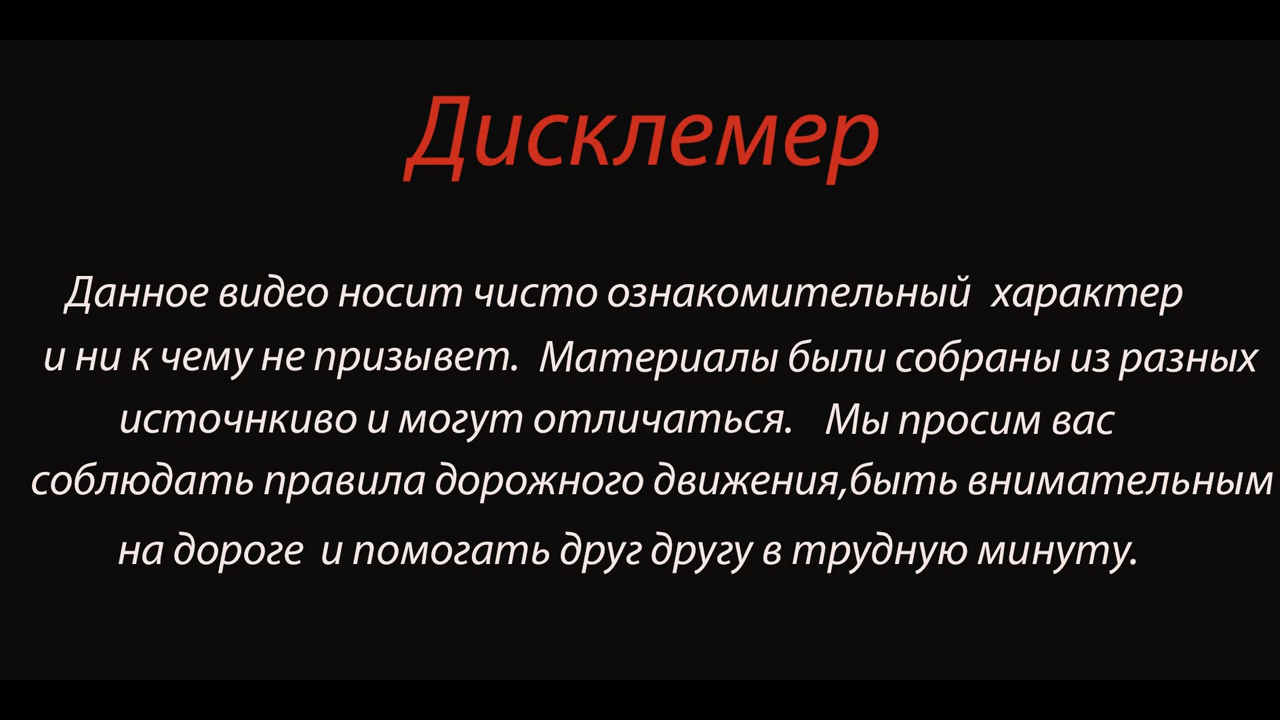 Дисклемер
Данное видео носит чисто ознакомительный характер
и ни к чему не призывет. Материалы были собраны из разных
источнкиво и могут отличаться. Мы просим вас
соблюдать правила дорожного движения,быть внимательным
на дороге и помогать друг другу в трудную минуту.